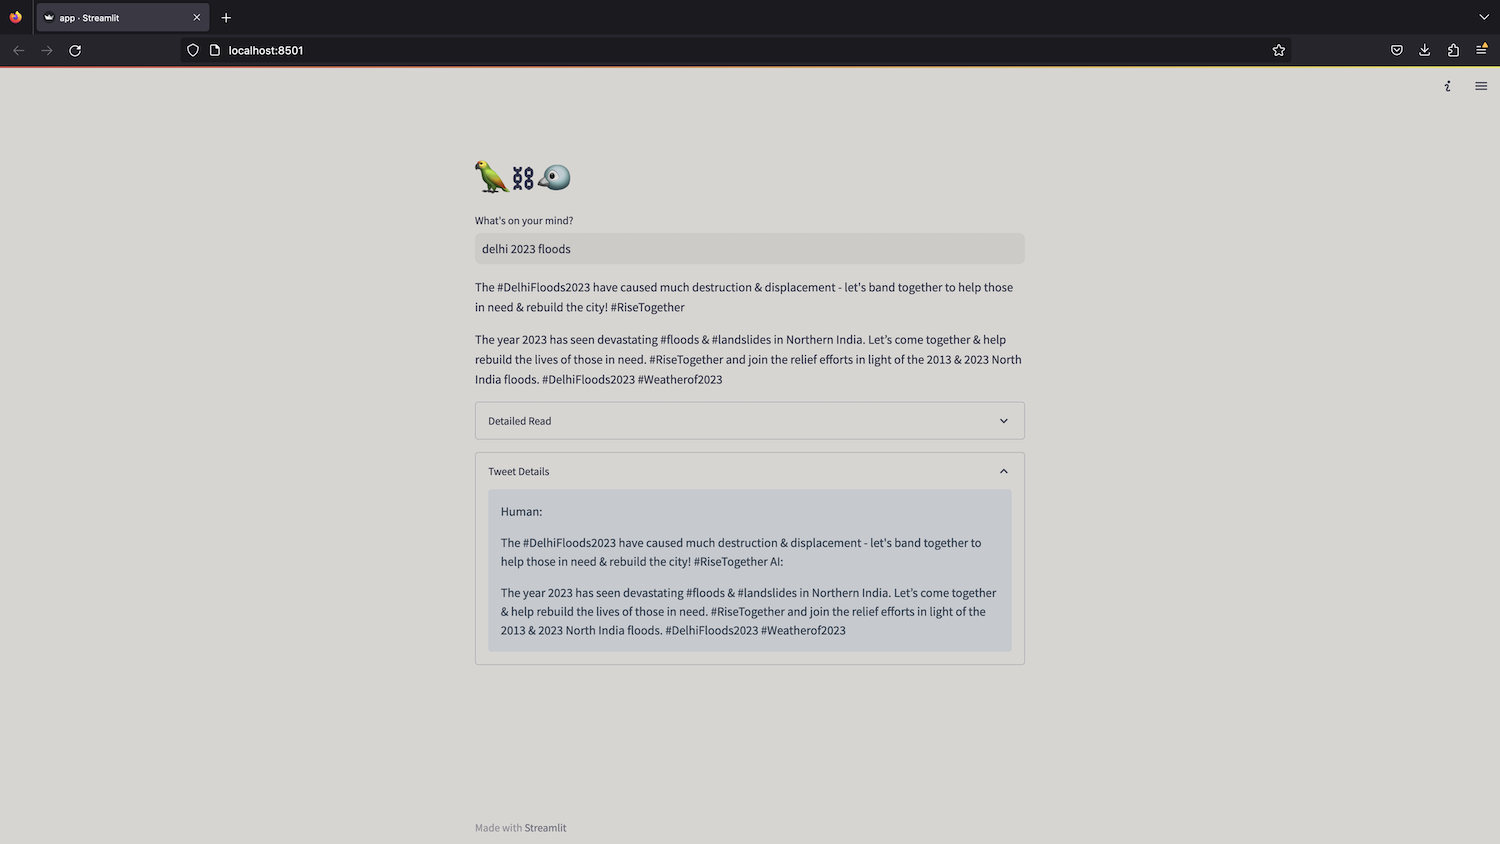 app · Streamlit
localhost:8501
What's on your mind?
delhi 2023 floods
The #DelhiFloods2023 have caused much destruction & displacement - let's band together to help those
in need & rebuild the city! #RiseTogether
The year 2023 has seen devastating #floods & #landslides in Northern India. Let’s come together & help
rebuild the lives of those in need. #RiseTogether and join the relief efforts in light of the 2013 & 2023 North
India floods. #DelhiFloods2023 #Weatherof2023
Detailed Read
Tweet Details
Human:
The #DelhiFloods2023 have caused much destruction & displacement - let's band together to
help those in need & rebuild the city! #RiseTogether AI:
The year 2023 has seen devastating #floods & #landslides in Northern India. Let’s come together
& help rebuild the lives of those in need. #RiseTogether and join the relief efforts in light of the
2013 & 2023 North India floods. #DelhiFloods2023 #Weatherof2023
Made with Streamlit